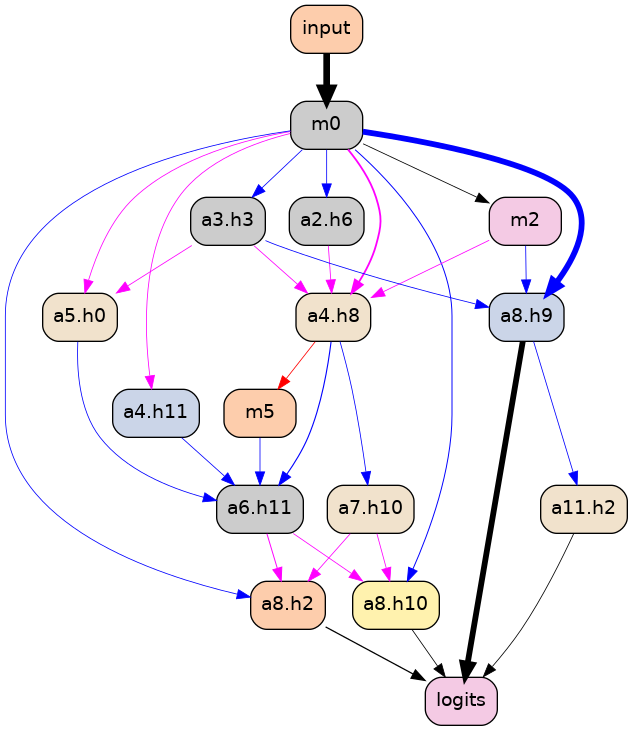 input
m0
a3.h3
a2.h6
m2
a5.h0
a4.h8
a8.h9
a4.h11
m5
a6.h11
a7.h10
a11.h2
a8.h2
a8.h10
logits